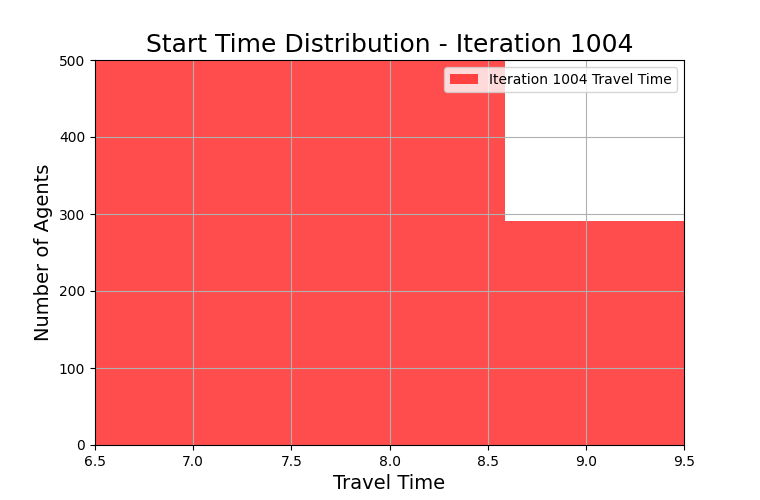 Start Time Distribution - Iteration 1004
Iteration 1004 Travel Time
Number of Agents
500
400
300
200
100
0
6.5 7.0 7.5 8.0 8.5 9.0 9.5
Travel Time